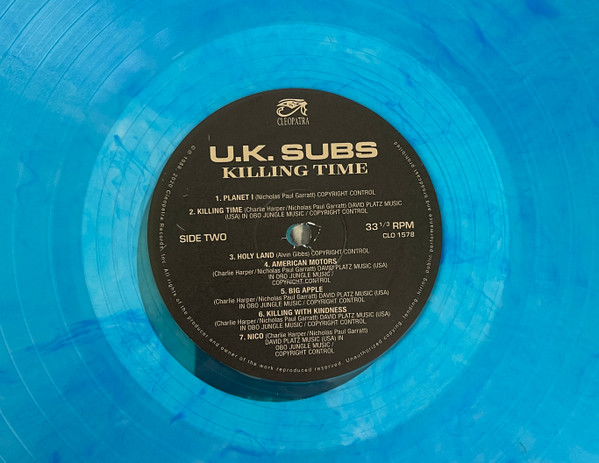 CLEOPATRA
U.K. SUBS
KILLING TIME
1. PLANET I (Nicholas Paul Garratt) COPYRIGHT CONTROL
2. KILLING TIME (Charlie Harper/Nicholas Paul Garratt) DAVID PLATZ MUSIC
(USA) IN OBO JUNGLE MUSIC / COPYRIGHT CONTROL
SIDE TWO
33 1/3 RPM
CLO 1578
3. HOLY LAND (Alvin Gibbs) COPYRIGHT CONTROL
4. AMERICAN MOTORS
(Charlie Harper/Nicholas Paul Garratt) DAVID PLATZ MUSIC (USA)
IN OBO JUNGLE MUSIC /
COPYRIGHT CONTROL
5. BIG APPLE
(Charlie Harper/Nicholas Paul Garratt) DAVID PLATZ MUSIC (USA)
IN OBO JUNGLE MUSIC / COPYRIGHT CONTROL
6. KILLING WITH KINDNESS
(Charlie Harper/Nicholas Paul Garratt) DAVID PLATZ MUSIC (USA)
IN OBO JUNGLE MUSIC / COPYRIGHT CONTROL
7. NICO (Charlie Harper/Nicholas Paul Garratt)
DAVID PLATZ MUSIC (USA) IN
OBO JUNGLE MUSIC /
COPYRIGHT CONTROL
2020 Cleopatra Records, Inc. All rights of the producer and owner of the work reproduced reserved. Unauthorized copying, lending, hiring, public performance and broadcast prohibited